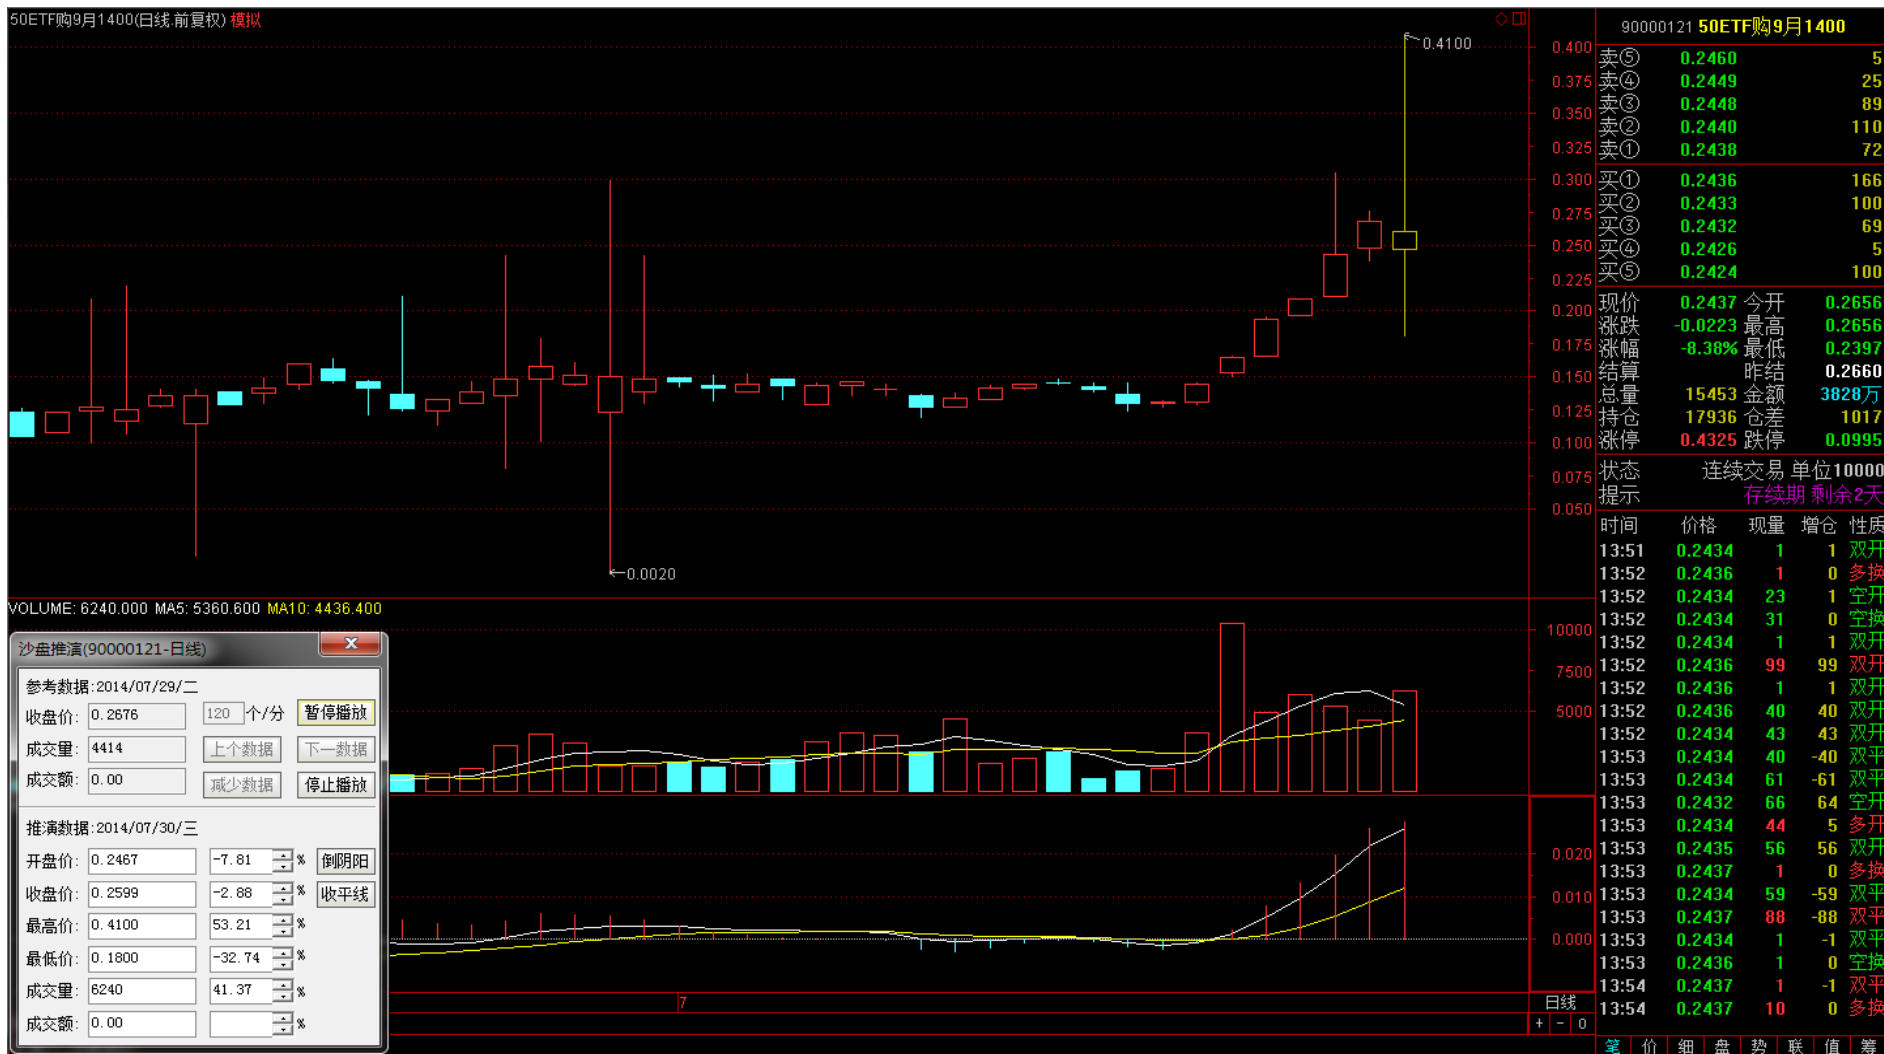 50ETF购9月1400(日线.前复权) 模拟
0.4100
0.0020
0.400
0.375
0.350
0.325
0.300
0.275
0.250
0.225
0.200
0.175
0.150
0.125
0.100
0.075
0.050
VOLUME: 6240.000 MA5: 5360.600 MA10: 4436.400
10000
7500
5000
0.020
0.010
0.000
7
日线
+ - 0
沙盘推演(90000121-日线)
参考数据:2014/07/29/二
收盘价: 0.2676 120 个/分 暂停播放
成交量: 4414 上个数据 下一数据
成交额: 0.00 减少数据 停止播放
推演数据:2014/07/30/三
开盘价: 0.2467 -7.81 % 倒阴阳
收盘价: 0.2599 -2.88 % 收平线
最高价: 0.4100 53.21 %
最低价: 0.1800 -32.74 %
成交量: 6240 41.37 %
成交额: 0.00 %
90000121 50ETF购9月1400
卖⑤ 0.2460 5
卖④ 0.2449 25
卖③ 0.2448 89
卖② 0.2440 110
卖① 0.2438 72
买① 0.2436 166
买② 0.2433 100
买③ 0.2432 69
买④ 0.2426 5
买⑤ 0.2424 100
现价 0.2437 今开 0.2656
涨跌 -0.0223 最高 0.2656
涨幅 -8.38% 最低 0.2397
结算 昨结 0.2660
总量 15453 金额 3828万
持仓 17936 仓差 1017
涨停 0.4325 跌停 0.0995
状态 连续交易 单位10000
提示 存续期 剩余2天
时间 价格 现量 增仓 性质
13:51 0.2434 1 1 双开
13:52 0.2436 1 0 多换
13:52 0.2434 23 1 空开
13:52 0.2434 31 0 空换
13:52 0.2434 1 1 双开
13:52 0.2436 99 99 双开
13:52 0.2436 1 1 双开
13:52 0.2436 40 40 双开
13:52 0.2434 43 43 双开
13:53 0.2434 40 -40 双平
13:53 0.2434 61 -61 双平
13:53 0.2432 66 64 空开
13:53 0.2434 44 5 多开
13:53 0.2435 56 56 双开
13:53 0.2437 1 0 多换
13:53 0.2434 59 -59 双平
13:53 0.2437 88 -88 双平
13:53 0.2434 1 -1 双平
13:53 0.2436 1 0 空换
13:54 0.2437 1 -1 双平
13:54 0.2437 10 0 多换
笔 价 细 盘 势 联 值 筹